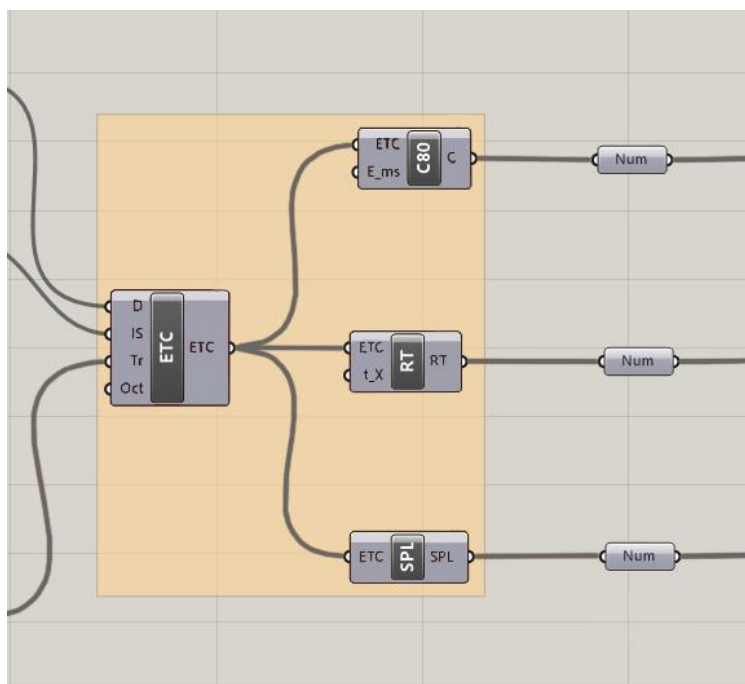 ETC
E_ms
C80
C
Num
D
IS
Tr
Oct
ETC
ETC
ETC
t_X
RT
RT
Num
ETC
SPL
SPL
Num